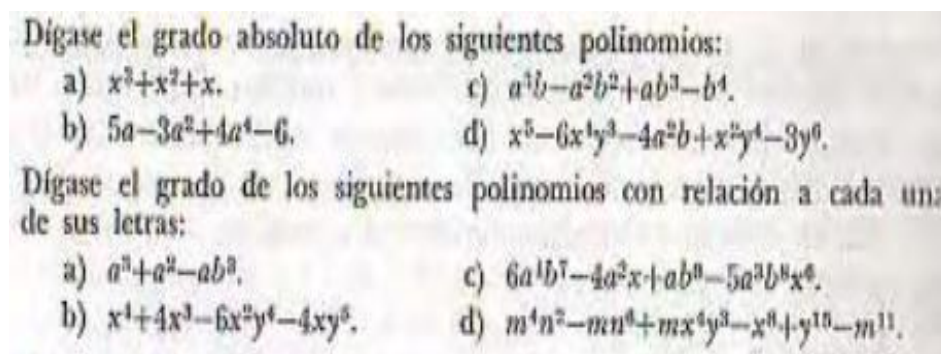 Dígase el grado absoluto de los siguientes polinomios:
a) x³+x²+x. c) a³b−a²b²+ab³−b⁴.
b) 5a−3a²+4a⁴−6. d) x⁵−6x⁴y³−4a²b+x²y⁴−3y⁶.
Dígase el grado de los siguientes polinomios con relación a cada una
de sus letras:
a) a³+a²−ab³. c) 6a⁴b⁷−4a²x+ab⁹−5a³b⁸x⁶.
b) x⁴+4x³−6x²y⁴−4xy⁵. d) m⁴n²−mn⁶+mx⁴y³−x⁸+y¹⁵−m¹¹.